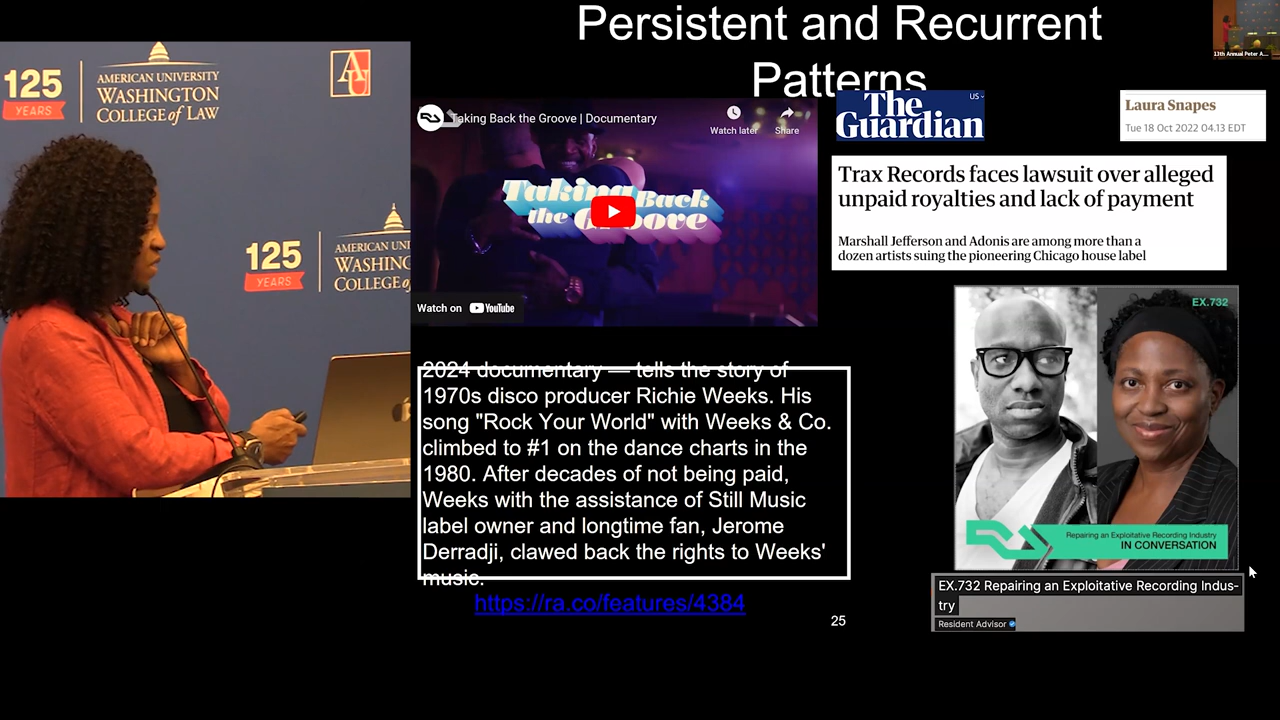 Persistent and Recurrent
Patterns
125
YEARS
AMERICAN UNIVERSITY
WASHINGTON
COLLEGE of LAW
AU
125
YEARS
AMERICAN UNI
WASHING
COLLEGE of
Taking Back the Groove | Documentary
Watch later
Share
Taking Back
the Groove
Watch on YouTube
The
Guardian
US
Laura Snapes
Tue 18 Oct 2022 04.13 EDT
Trax Records faces lawsuit over alleged
unpaid royalties and lack of payment
Marshall Jefferson and Adonis are among more than a
dozen artists suing the pioneering Chicago house label
2024 documentary — tells the story of
1970s disco producer Richie Weeks. His
song "Rock Your World" with Weeks & Co.
climbed to #1 on the dance charts in the
1980. After decades of not being paid,
Weeks with the assistance of Still Music
label owner and longtime fan, Jerome
Derradji, clawed back the rights to Weeks'
music.
https://ra.co/features/4384
25
EX.732
Repairing an Exploitative Recording Industry
IN CONVERSATION
EX.732 Repairing an Exploitative Recording Indus-
try
Resident Advisor
13th Annual Peter A...